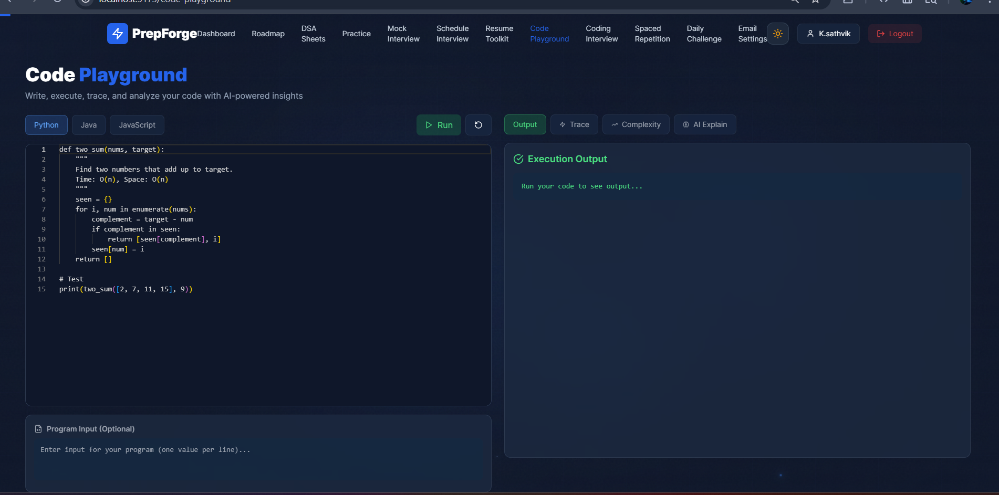 PrepForge
Dashboard
Roadmap
DSA
Sheets
Practice
Mock
Interview
Schedule
Interview
Resume
Toolkit
Code
Playground
Coding
Interview
Spaced
Repetition
Daily
Challenge
Email
Settings
K.sathvik
Logout
Code Playground
Write, execute, trace, and analyze your code with AI-powered insights
Python
Java
JavaScript
Run
Output
Trace
Complexity
AI Explain
1 def two_sum(nums, target):
2     """
3     Find two numbers that add up to target.
4     Time: O(n), Space: O(n)
5     """
6     seen = {}
7     for i, num in enumerate(nums):
8         complement = target - num
9         if complement in seen:
10             return [seen[complement], i]
11         seen[num] = i
12     return []
13
14 # Test
15 print(two_sum([2, 7, 11, 15], 9))
Execution Output
Run your code to see output...
Program Input (Optional)
Enter input for your program (one value per line)...